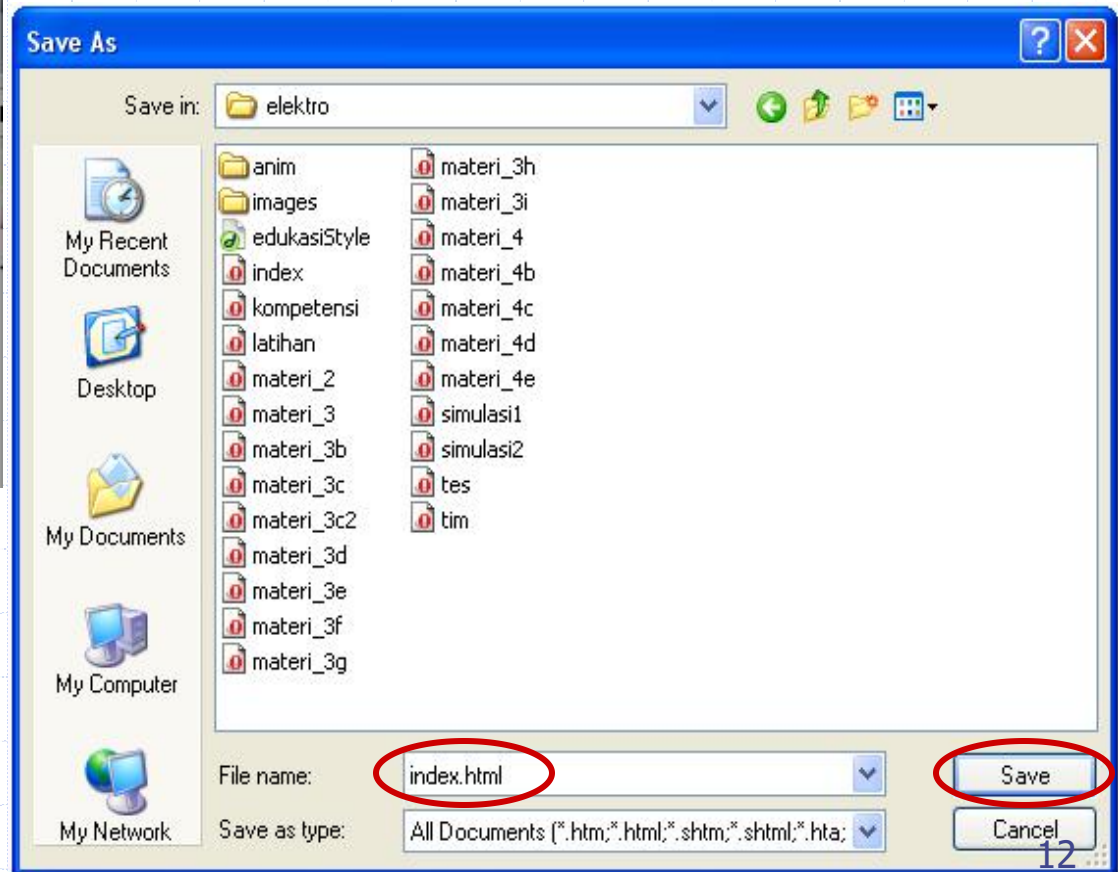 Save As
Save in:
elektro
My Recent
Documents
Desktop
My Documents
My Computer
My Network
anim
images
edukasiStyle
index
kompetensi
latihan
materi_2
materi_3
materi_3b
materi_3c
materi_3c2
materi_3d
materi_3e
materi_3f
materi_3g
materi_3h
materi_3i
materi_4
materi_4b
materi_4c
materi_4d
materi_4e
simulasi1
simulasi2
tes
tim
File name:
index.html
Save
Save as type:
All Documents (*.htm;*.html;*.shtm;*.shtml;*.hta;
Cancel
12